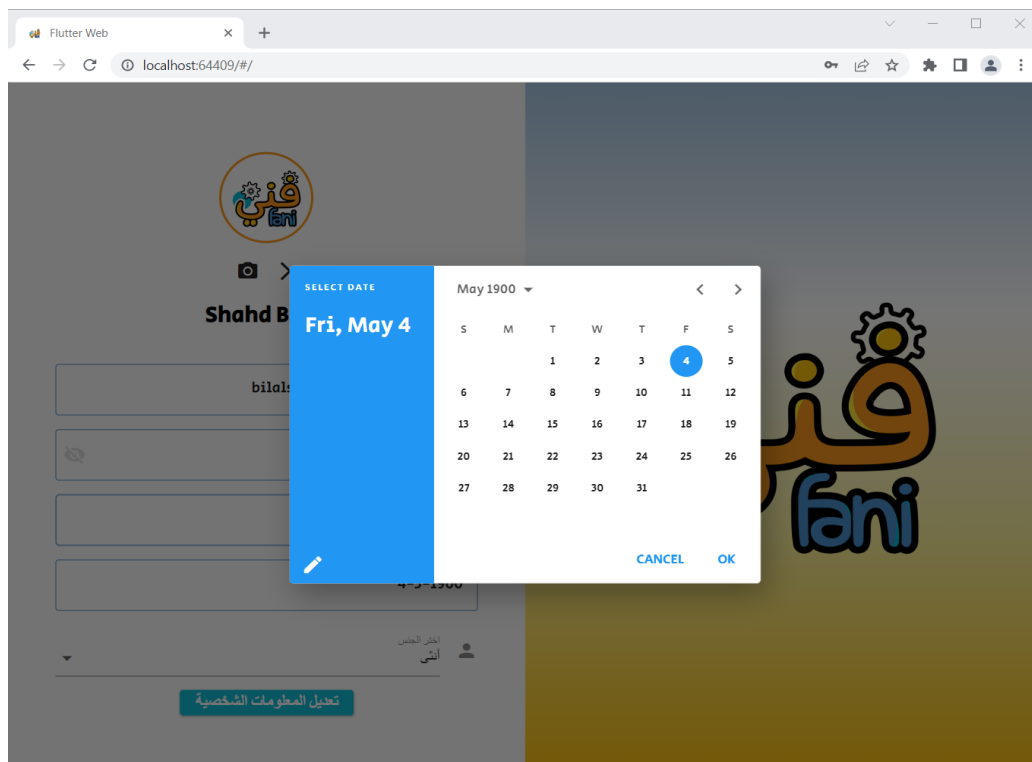 Flutter Web
localhost:64409/#/
فني
fani
Shahd B
SELECT DATE
Fri, May 4
May 1900
S M T W T F S
1 2 3 4 5
6 7 8 9 10 11 12
13 14 15 16 17 18 19
20 21 22 23 24 25 26
27 28 29 30 31
CANCEL OK
bilals
4-5-1900
اختر الجنس
أنثى
تعديل المعلومات الشخصية
fani